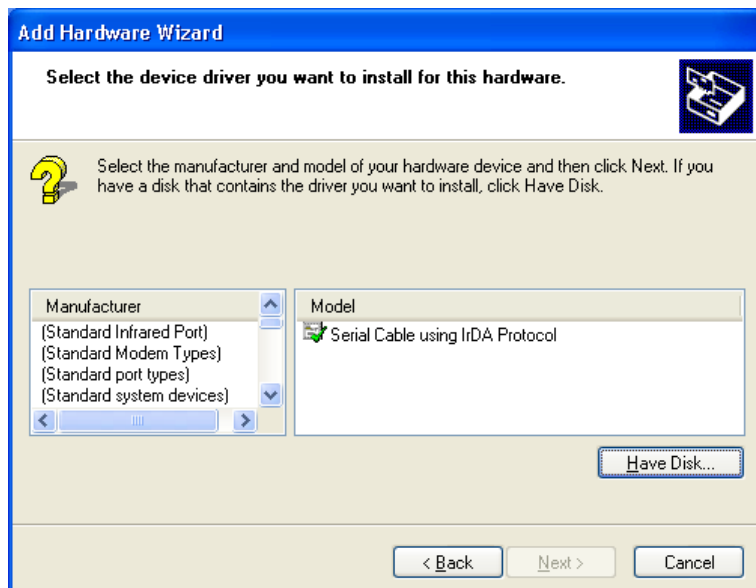 Add Hardware Wizard
Select the device driver you want to install for this hardware.
Select the manufacturer and model of your hardware device and then click Next. If you
have a disk that contains the driver you want to install, click Have Disk.
Manufacturer
(Standard Infrared Port)
(Standard Modem Types)
(Standard port types)
(Standard system devices)
Model
Serial Cable using IrDA Protocol
Have Disk...
< Back
Next >
Cancel